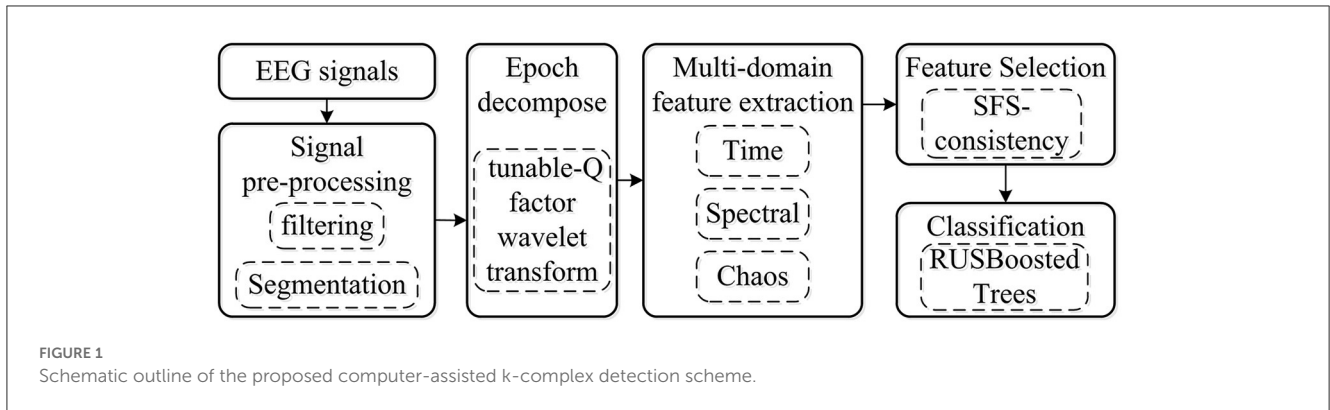 EEG signals
Signal
pre-processing
filtering
Segmentation
Epoch
decompose
tunable-Q
factor
wavelet
transform
Multi-domain
feature extraction
Time
Spectral
Chaos
Feature Selection
SFS-
consistency
Classification
RUSBoosted
Trees
FIGURE 1
Schematic outline of the proposed computer-assisted k-complex detection scheme.